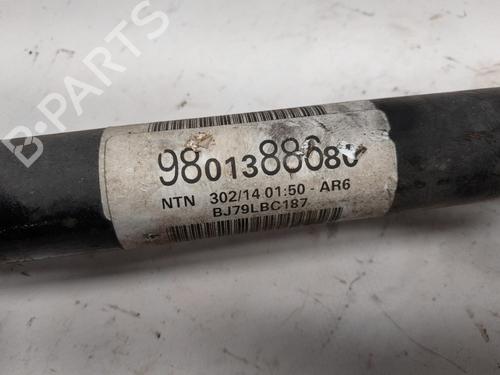 B-PARTS
9801388680
NTN 302/14 01:50 - AR6
BJ79LBC187